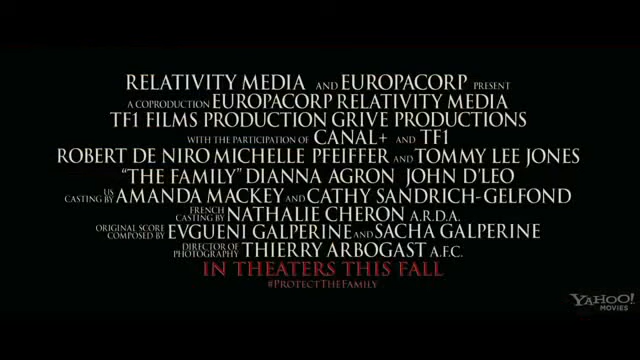 RELATIVITY MEDIA AND EUROPACORP PRESENT
A COPRODUCTION EUROPACORP RELATIVITY MEDIA
TF1 FILMS PRODUCTION GRIVE PRODUCTIONS
WITH THE PARTICIPATION OF CANAL+ AND TF1
ROBERT DE NIRO MICHELLE PFEIFFER AND TOMMY LEE JONES
"THE FAMILY" DIANNA AGRON JOHN D'LEO
US CASTING BY AMANDA MACKEY AND CATHY SANDRICH-GELFOND
FRENCH CASTING BY NATHALIE CHERON A.R.D.A.
ORIGINAL SCORE COMPOSED BY EVGUENI GALPERINE AND SACHA GALPERINE
DIRECTOR OF PHOTOGRAPHY THIERRY ARBOGAST A.F.C.
IN THEATERS THIS FALL
#PROTECTTHEFAMILY
YAHOO!
MOVIES